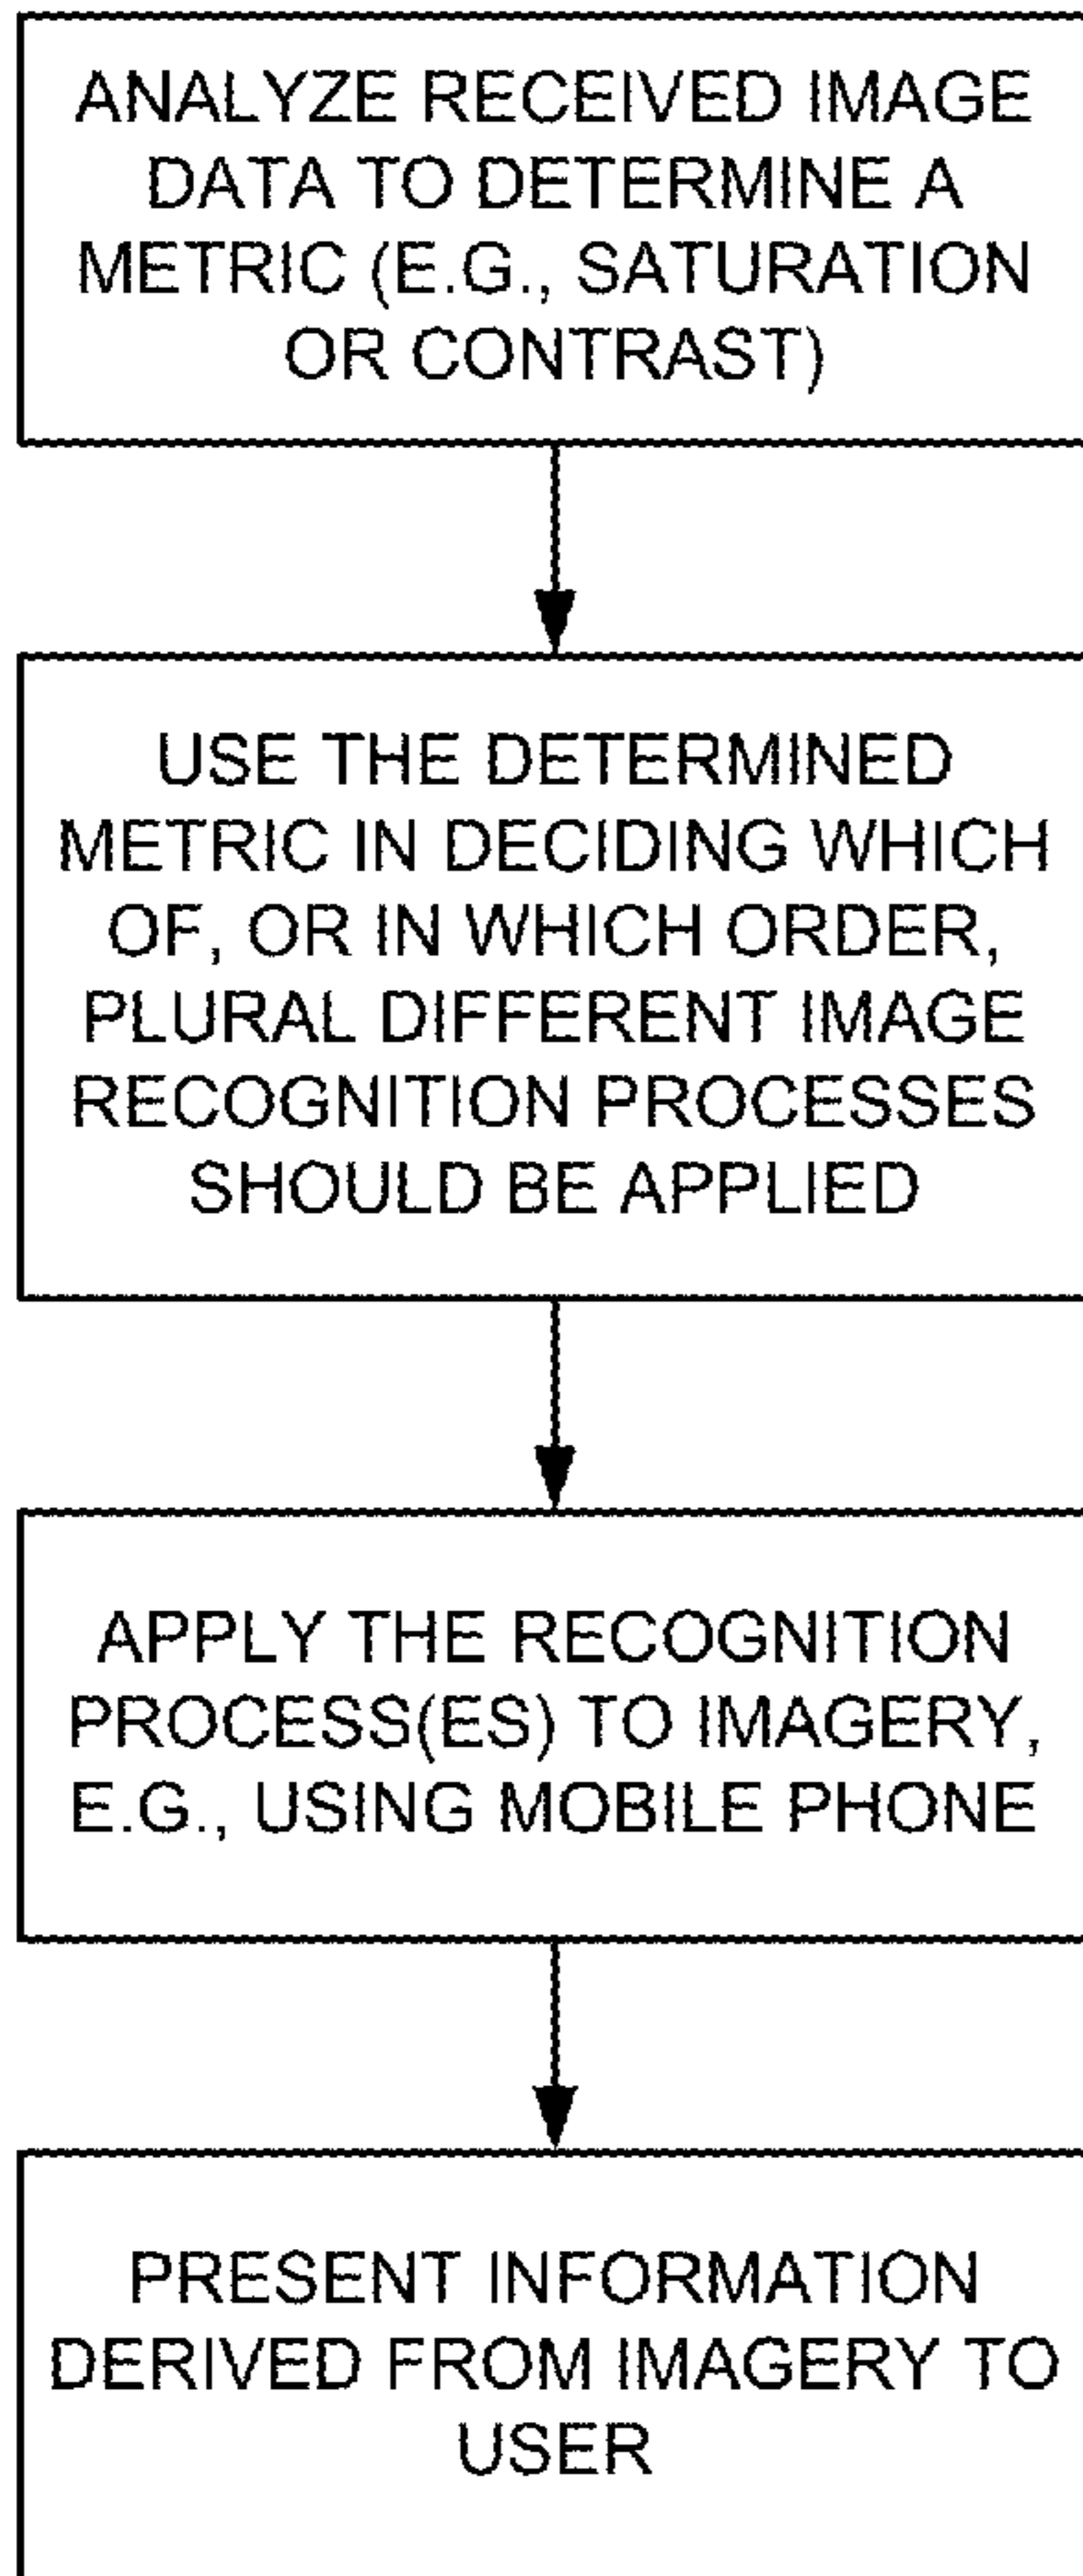 ANALYZE RECEIVED IMAGE
DATA TO DETERMINE A
METRIC (E.G., SATURATION
OR CONTRAST)
USE THE DETERMINED
METRIC IN DECIDING WHICH
OF, OR IN WHICH ORDER,
PLURAL DIFFERENT IMAGE
RECOGNITION PROCESSES
SHOULD BE APPLIED
APPLY THE RECOGNITION
PROCESS(ES) TO IMAGERY,
E.G., USING MOBILE PHONE
PRESENT INFORMATION
DERIVED FROM IMAGERY TO
USER